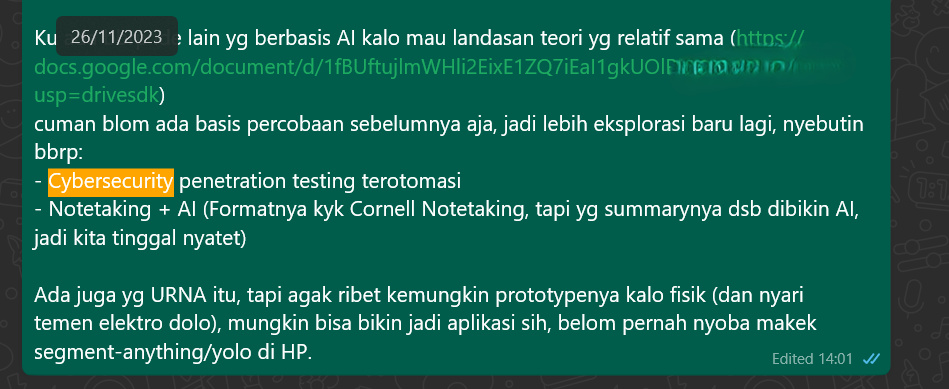 Ku
26/11/2023
e lain yg berbasis AI kalo mau landasan teori yg relatif sama (https://
docs.google.com/document/d/
usp=drivesdk)
cuman blom ada basis percobaan sebelumnya aja, jadi lebih eksplorasi baru lagi, nyebutin
bbrp:
- Cybersecurity penetration testing terotomasi
- Notetaking + AI (Formatnya kyk Cornell Notetaking, tapi yg summarynya dsb dibikin AI,
jadi kita tinggal nyatet)
Ada juga yg URNA itu, tapi agak ribet kemungkin prototypenya kalo fisik (dan nyari
temen elektro dolo), mungkin bisa bikin jadi aplikasi sih, belom pernah nyoba makek
segment-anything/yolo di HP.
Edited 14:01